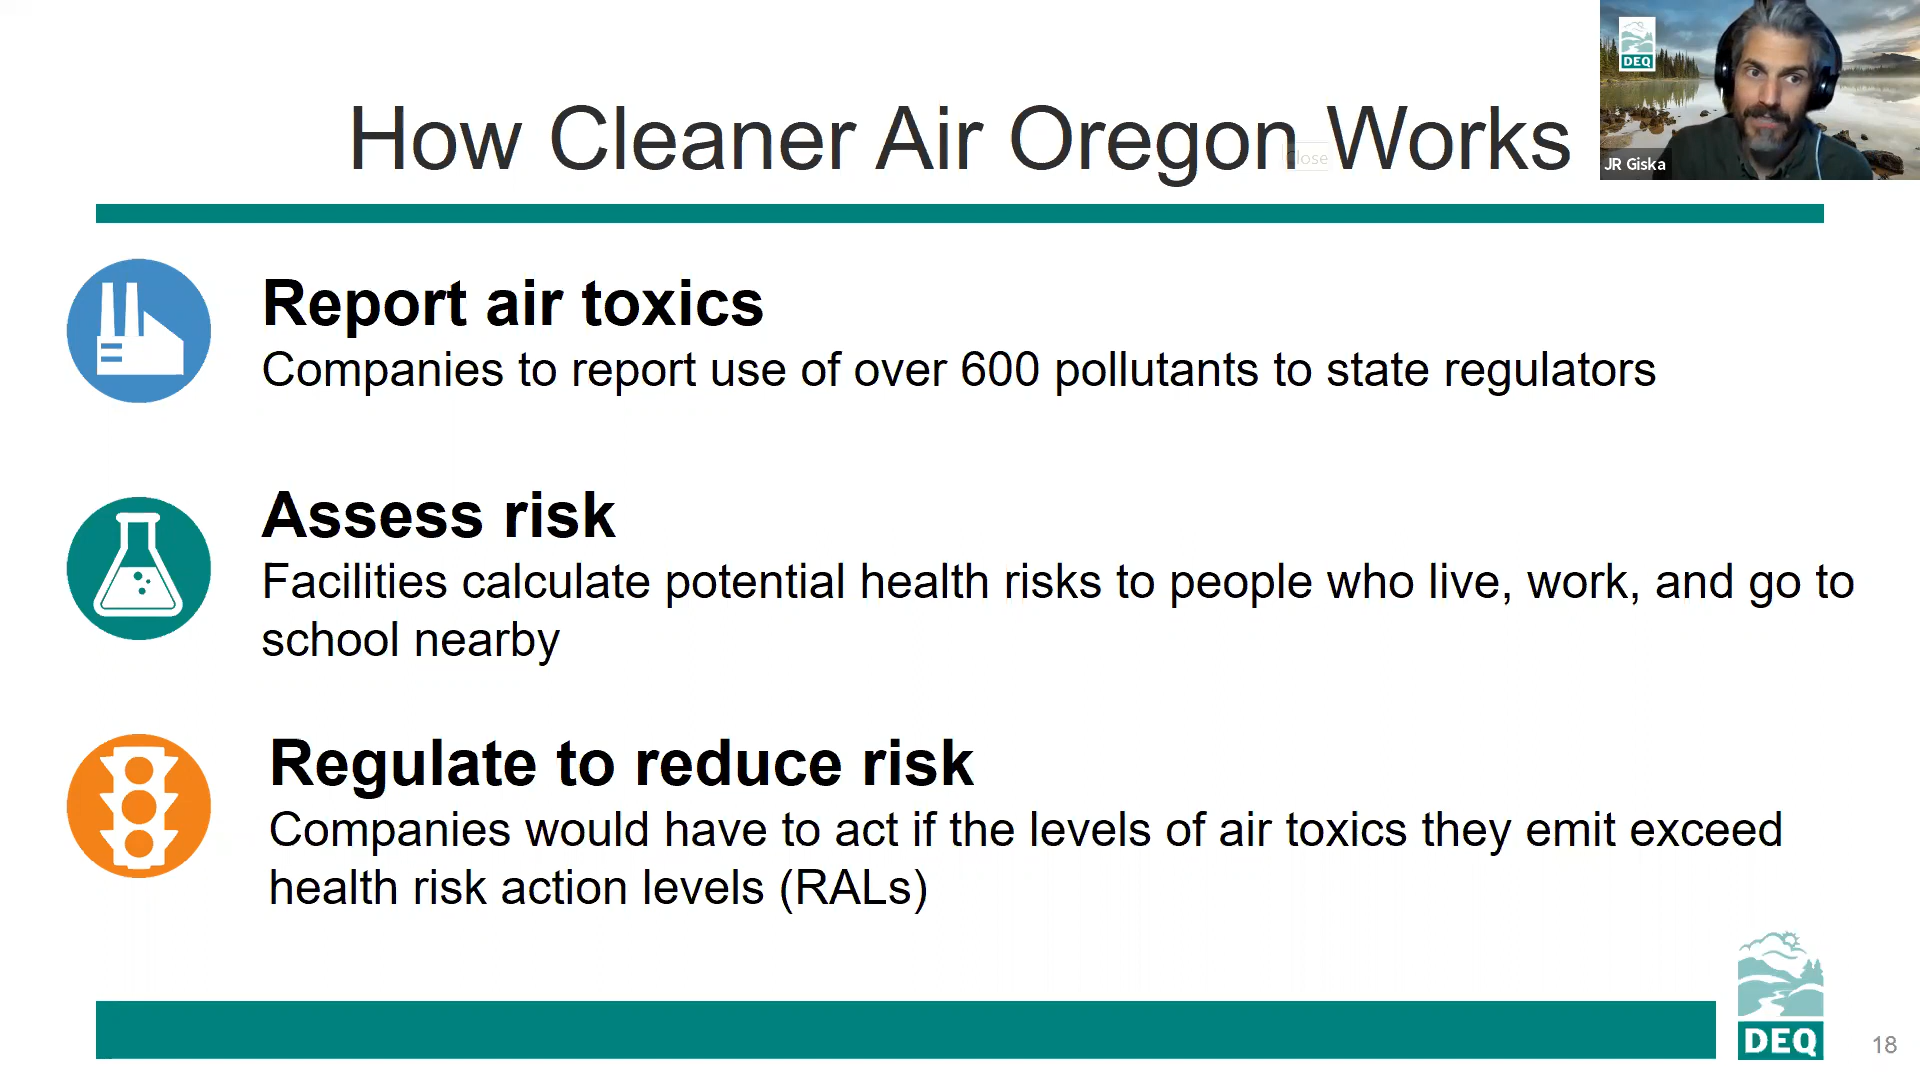 DEQ
JR Giska
How Cleaner Air Oregon Works
Close
Report air toxics
Companies to report use of over 600 pollutants to state regulators
Assess risk
Facilities calculate potential health risks to people who live, work, and go to
school nearby
Regulate to reduce risk
Companies would have to act if the levels of air toxics they emit exceed
health risk action levels (RALs)
DEQ
18